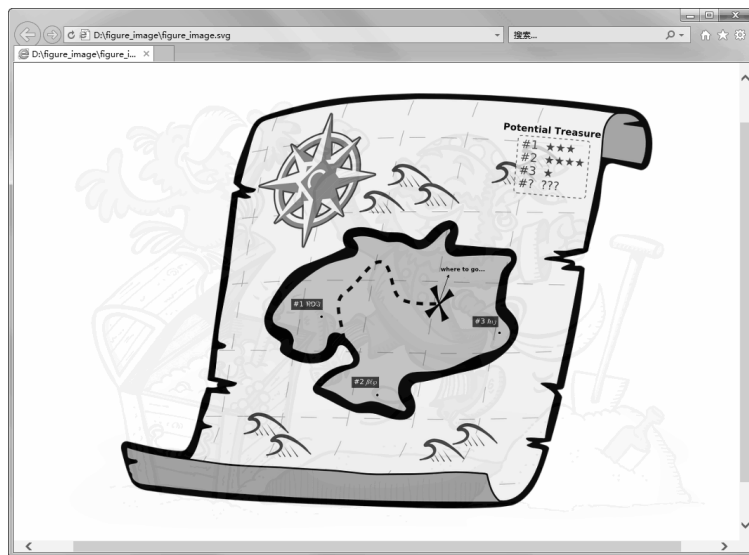 D:\figure_image\figure_image.svg
搜索...
D:\figure_image\figure_i...
Potential Treasure
#1 ★★★
#2 ★★★★
#3 ★
#? ???
where to go...
#1
#3
#2